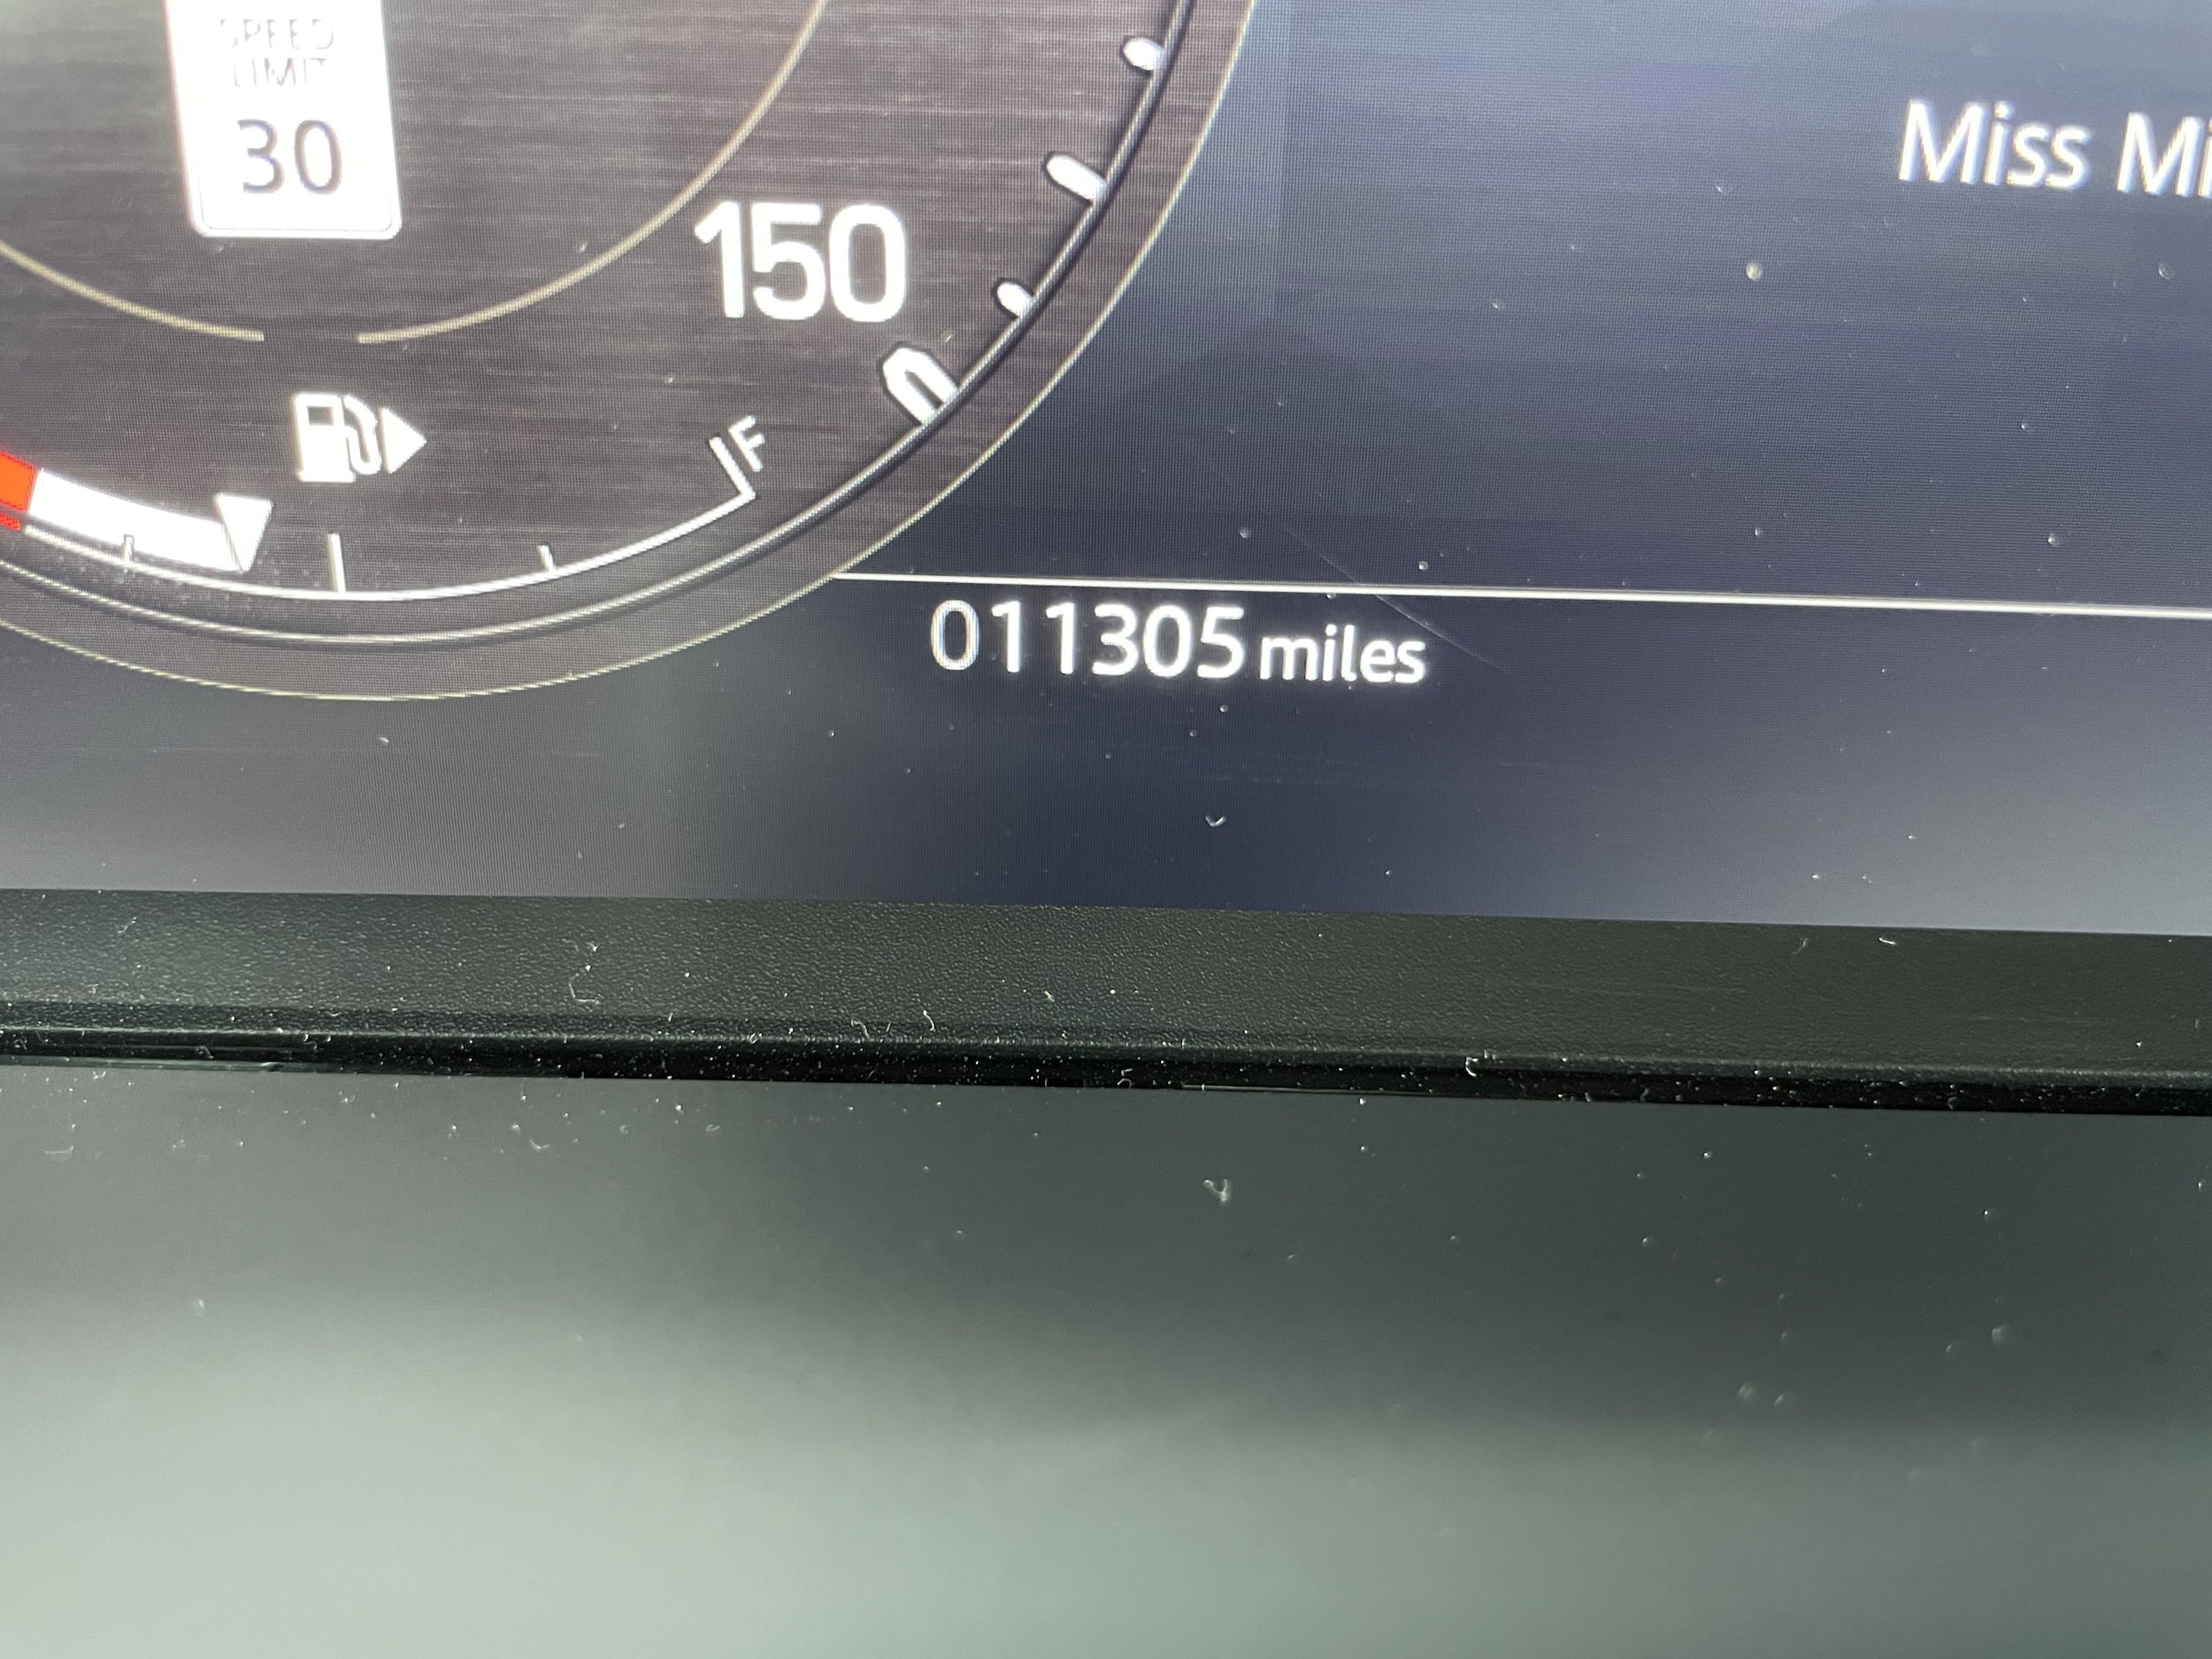 SPEED
LIMIT
30
150
F
Miss Mi
011305 miles